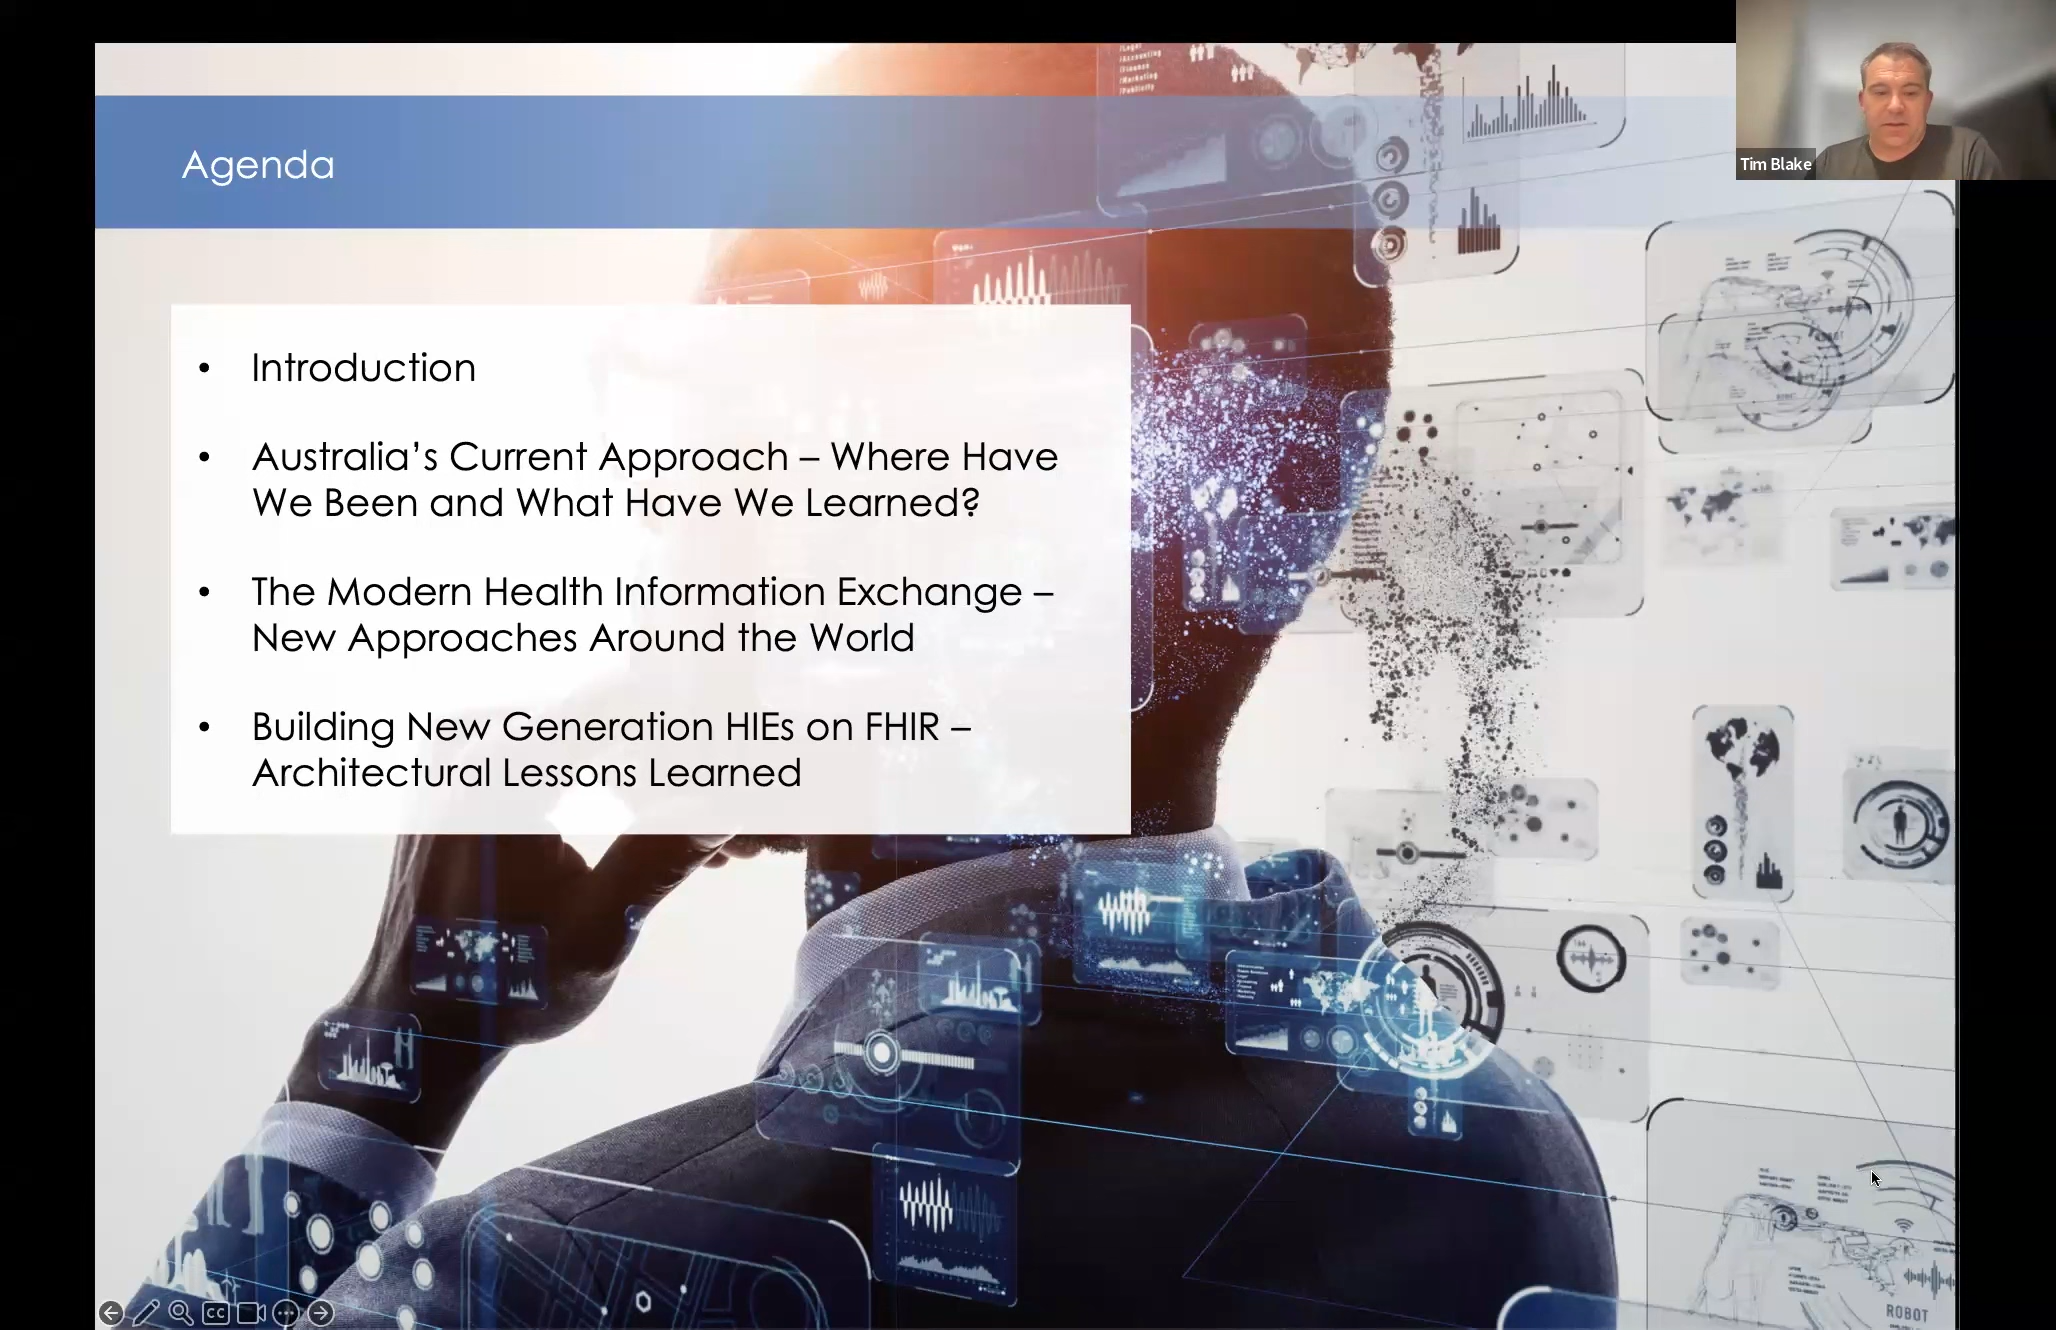 Agenda
Tim Blake
• Introduction
• Australia’s Current Approach – Where Have
We Been and What Have We Learned?
• The Modern Health Information Exchange –
New Approaches Around the World
• Building New Generation HIEs on FHIR –
Architectural Lessons Learned
CC
ROBOT